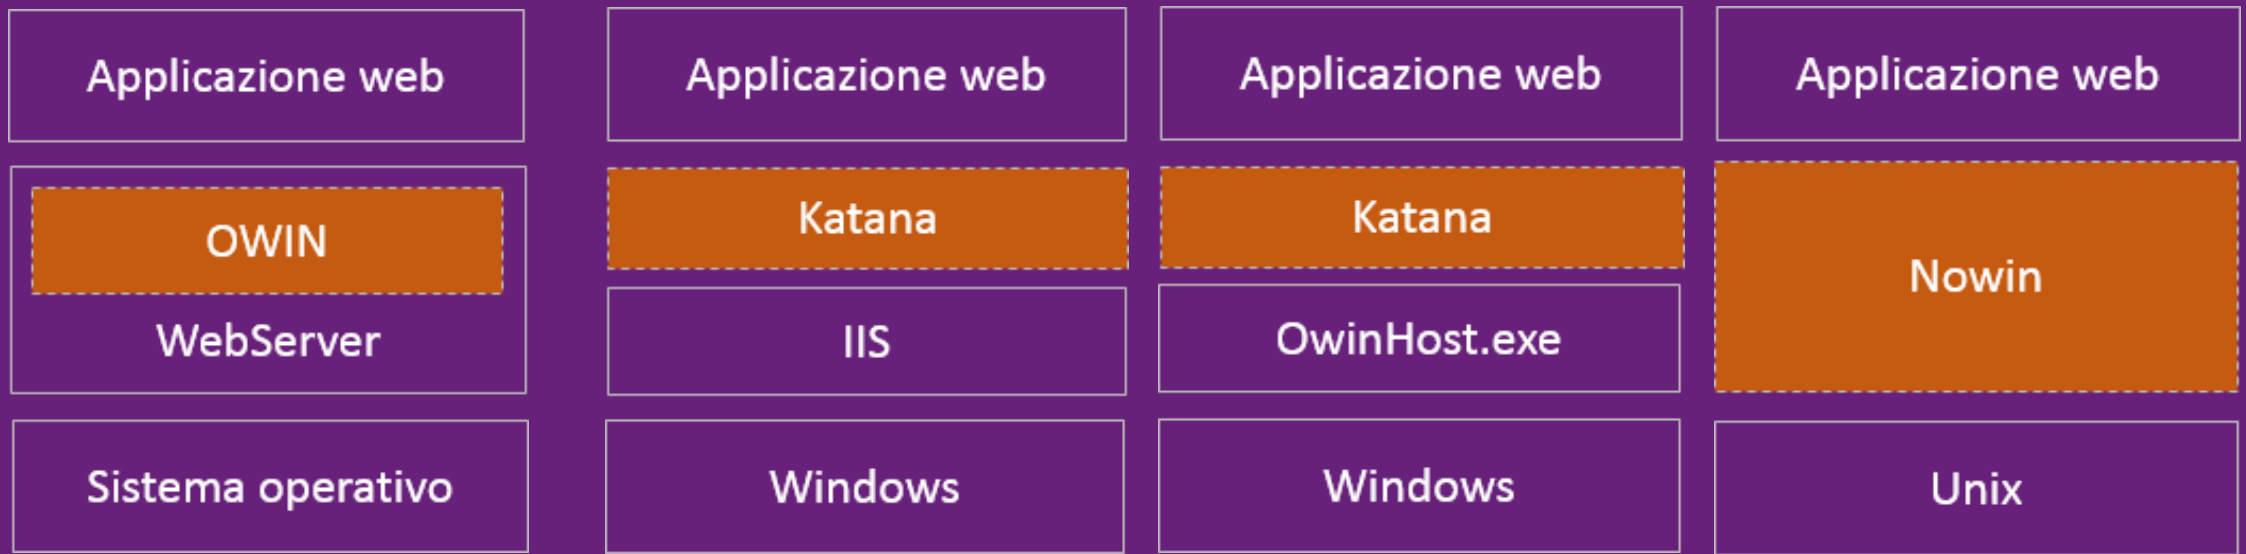 Applicazione web
OWIN
WebServer
Sistema operativo
Applicazione web
Katana
IIS
Windows
Applicazione web
Katana
OwinHost.exe
Windows
Applicazione web
Nowin
Unix